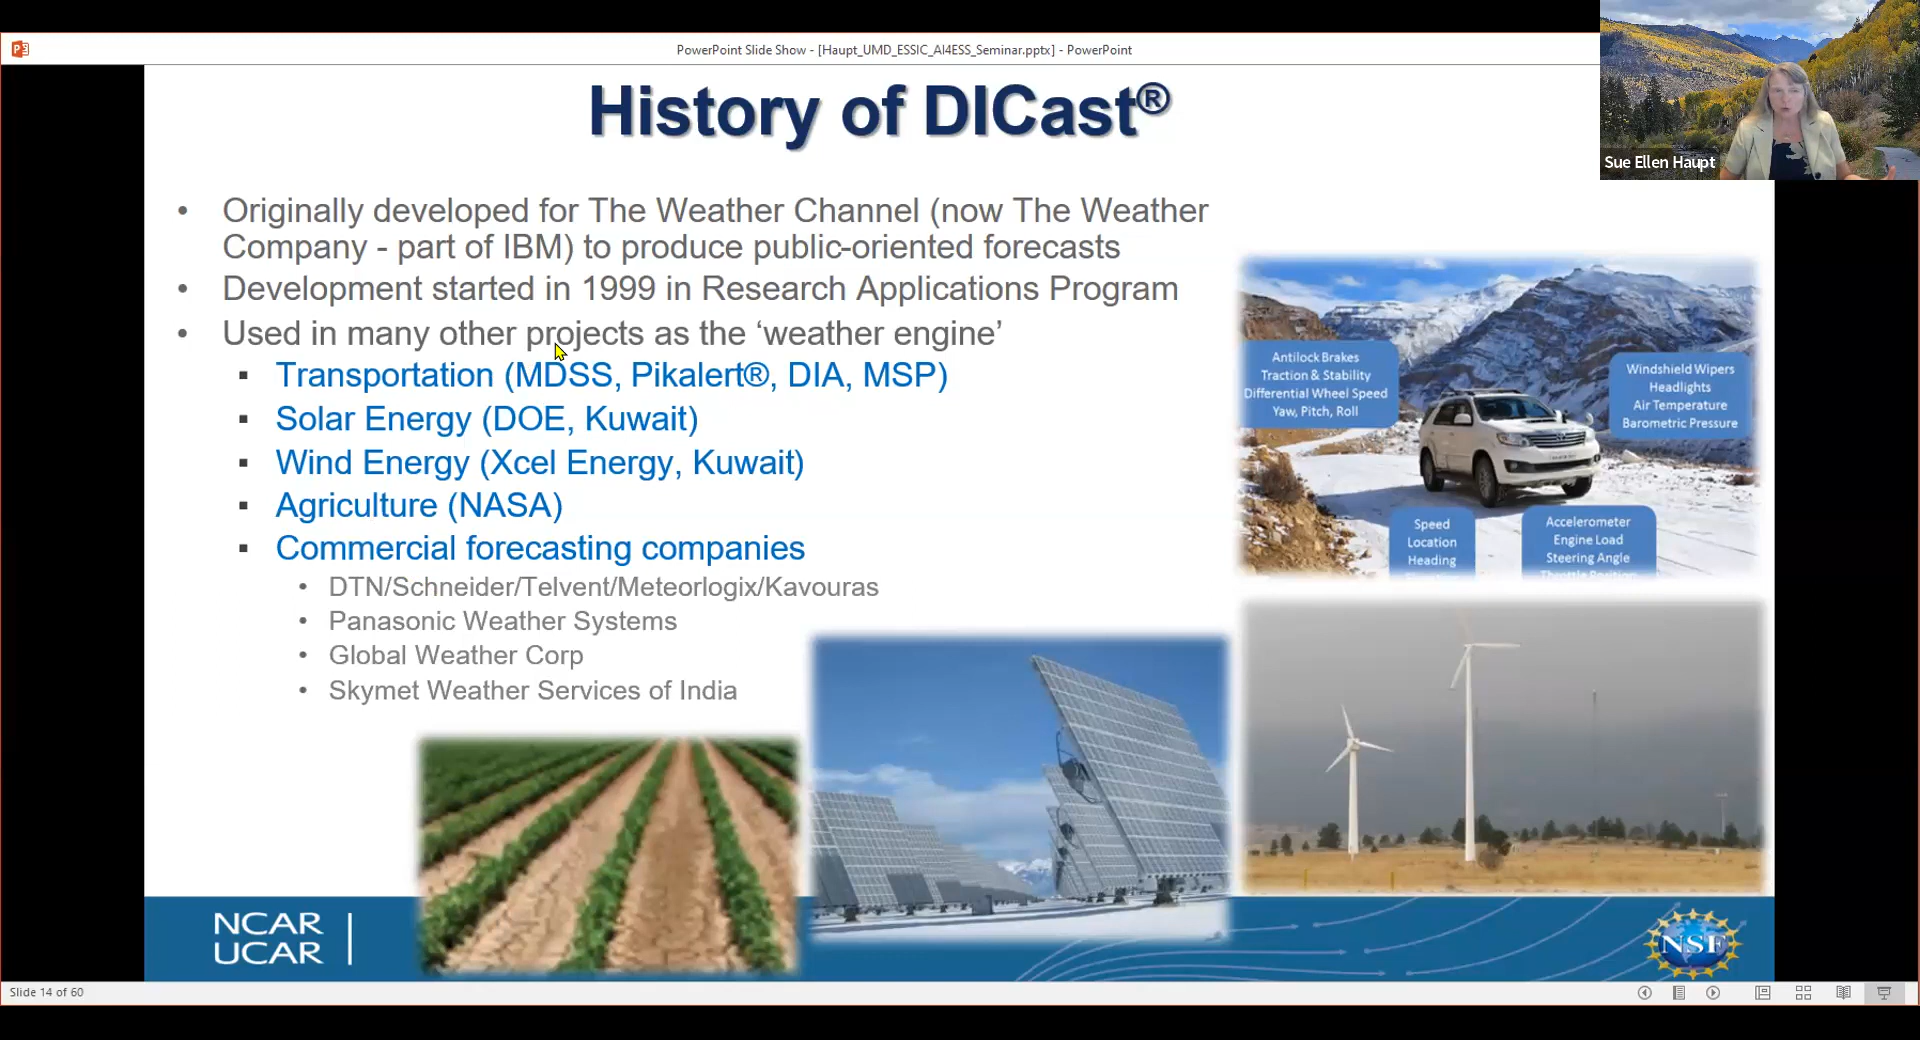 PowerPoint Slide Show - [Haupt_UMD_ESSIC_AI4ESS_Seminar.pptx] - PowerPoint
History of DICast®
Sue Ellen Haupt
• Originally developed for The Weather Channel (now The Weather
Company - part of IBM) to produce public-oriented forecasts
• Development started in 1999 in Research Applications Program
• Used in many other projects as the ‘weather engine’
▪ Transportation (MDSS, Pikalert®, DIA, MSP)
▪ Solar Energy (DOE, Kuwait)
▪ Wind Energy (Xcel Energy, Kuwait)
▪ Agriculture (NASA)
▪ Commercial forecasting companies
• DTN/Schneider/Telvent/Meteorlogix/Kavouras
• Panasonic Weather Systems
• Global Weather Corp
• Skymet Weather Services of India
Antilock Brakes
Traction & Stability
Differential Wheel Speed
Yaw, Pitch, Roll
Windshield Wipers
Headlights
Air Temperature
Barometric Pressure
Speed
Location
Heading
Accelerometer
Engine Load
Steering Angle
Throttle Position
NCAR
UCAR
NSF
Slide 14 of 60